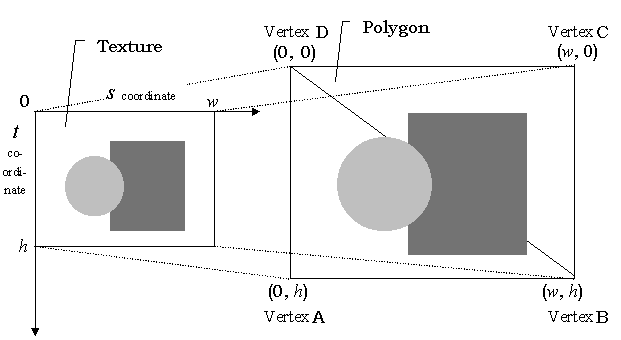 Texture
Polygon
Vertex D
(0, 0)
Vertex C
(w, 0)
0
s coordinate
w
t
co-
ordi-
nate
h
(0, h)
Vertex A
(w, h)
Vertex B